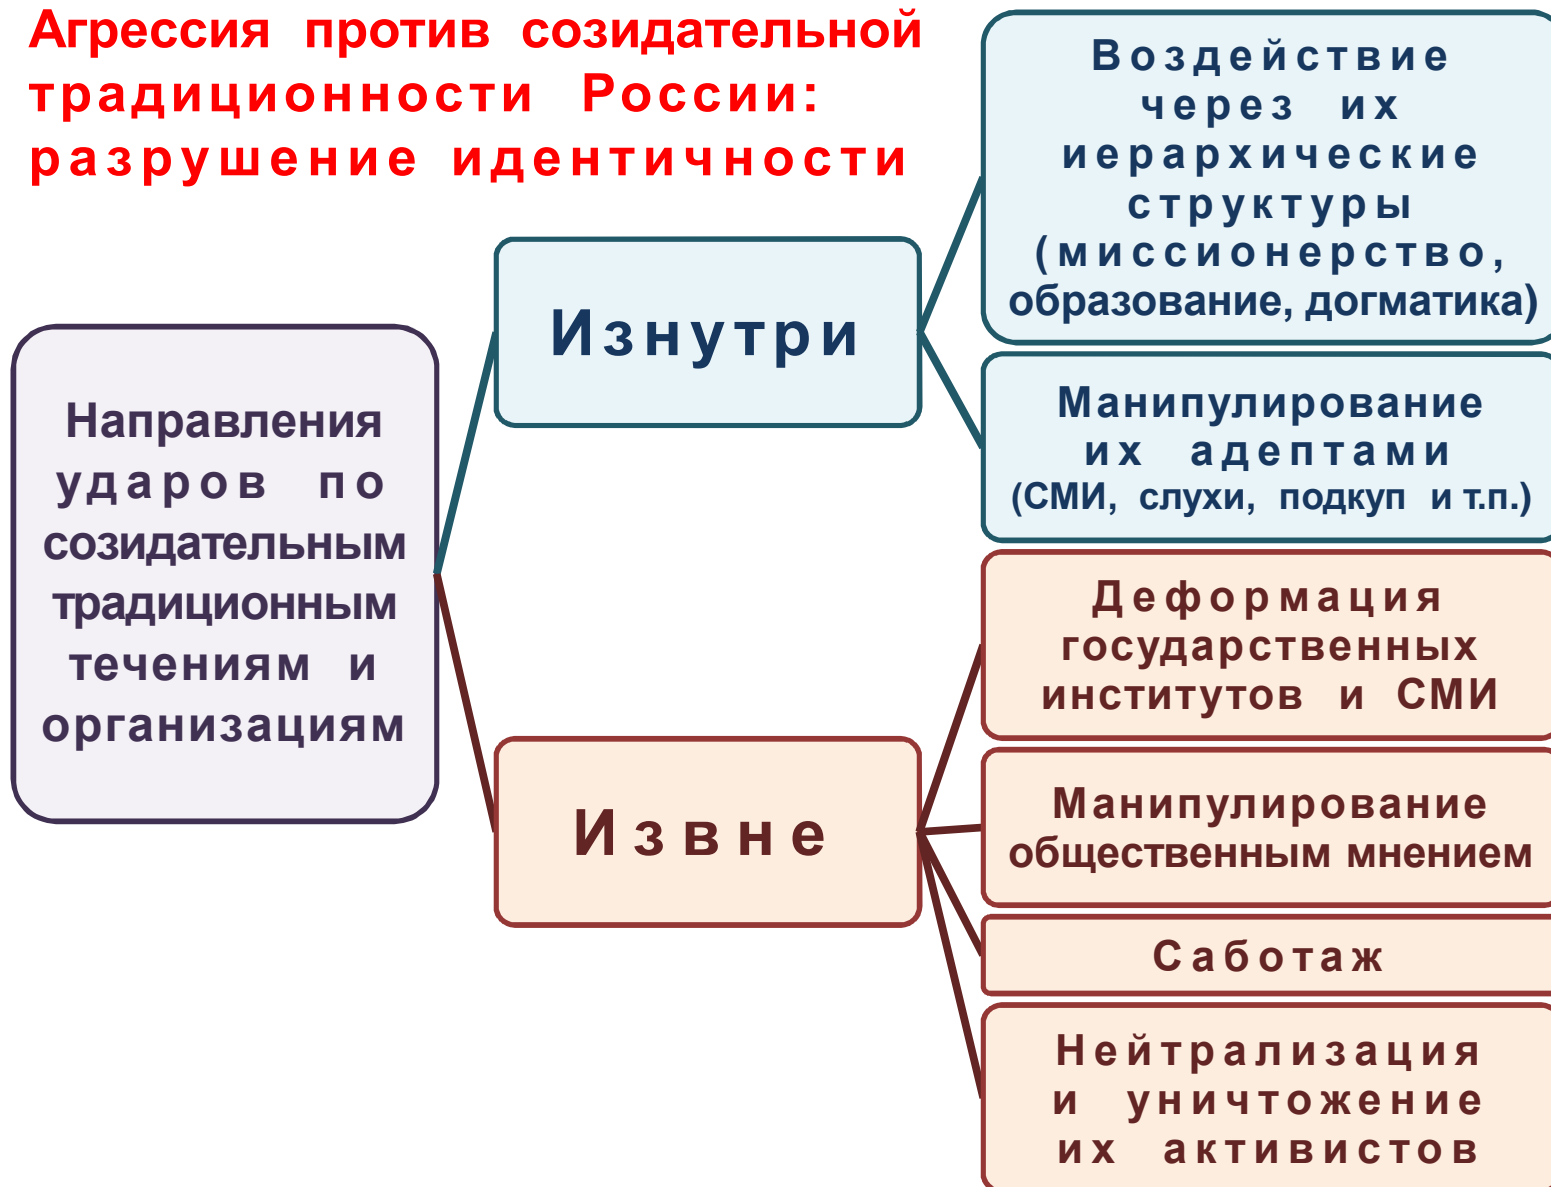 Агрессия против созидательной
традиционности России:
разрушение идентичности
Направления
ударов по
созидательным
традиционным
течениям и
организациям
Изнутри
Воздействие
через их
иерархические
структуры
(миссионерство,
образование, догматика)
Манипулирование
их адептами
(СМИ, слухи, подкуп и т.п.)
Извне
Деформация
государственных
институтов и СМИ
Манипулирование
общественным мнением
Саботаж
Нейтрализация
и уничтожение
их активистов